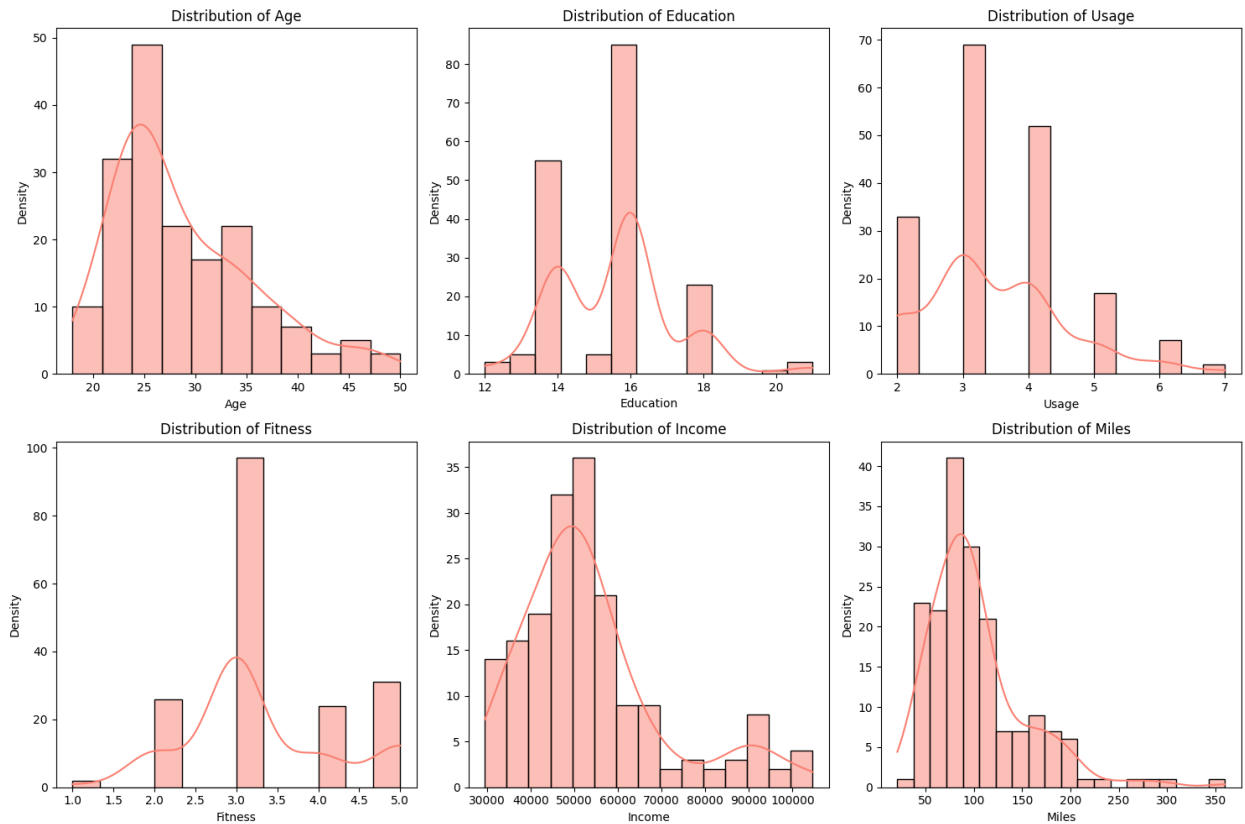 Distribution of Age
50
40
30
20
10
0
Density
20 25 30 35 40 45 50
Age
Distribution of Education
80
70
60
50
40
30
20
10
0
Density
12 14 16 18 20
Education
Distribution of Usage
70
60
50
40
30
20
10
0
Density
2 3 4 5 6 7
Usage
Distribution of Fitness
100
80
60
40
20
0
Density
1.0 1.5 2.0 2.5 3.0 3.5 4.0 4.5 5.0
Fitness
Distribution of Income
35
30
25
20
15
10
5
0
Density
30000 40000 50000 60000 70000 80000 90000 100000
Income
Distribution of Miles
40
35
30
25
20
15
10
5
0
Density
50 100 150 200 250 300 350
Miles